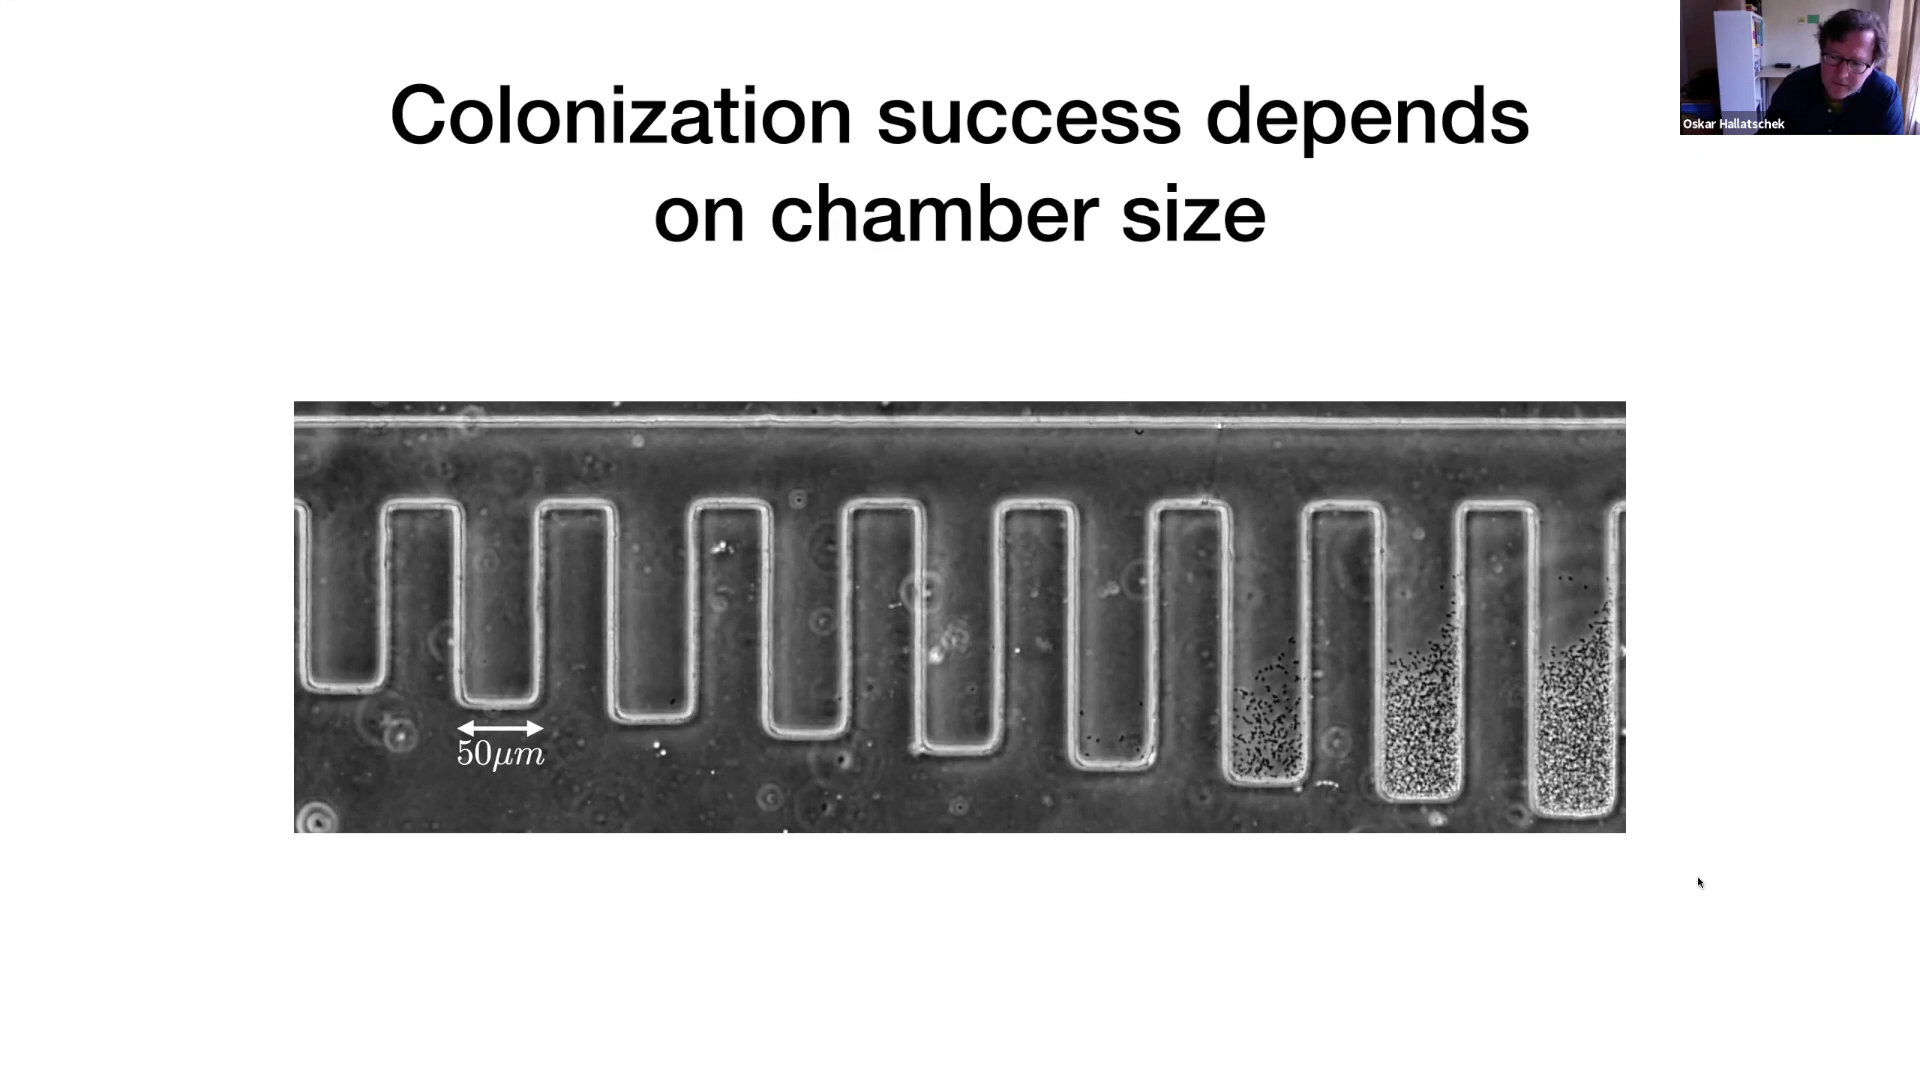 Colonization success depends
on chamber size
Oskar Hallatschek
50μm